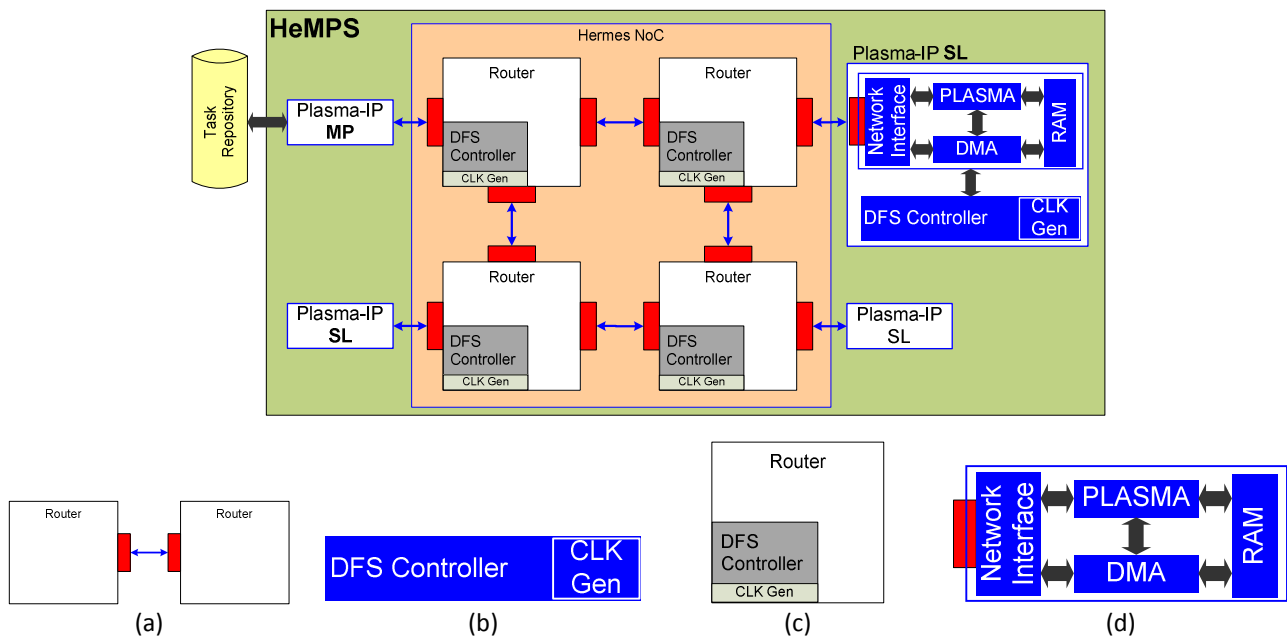 HeMPS
Hermes NoC
Task
Repository
Plasma-IP
MP
Router
DFS
Controller
CLK Gen
Router
DFS
Controller
CLK Gen
Plasma-IP SL
Network
Interface
PLASMA
DMA
RAM
DFS Controller
CLK
Gen
Plasma-IP
SL
Router
DFS
Controller
CLK Gen
Router
DFS
Controller
CLK Gen
Plasma-IP
SL
Router
Router
(a)
DFS Controller
CLK
Gen
(b)
Router
DFS
Controller
CLK Gen
(c)
Network
Interface
PLASMA
DMA
RAM
(d)